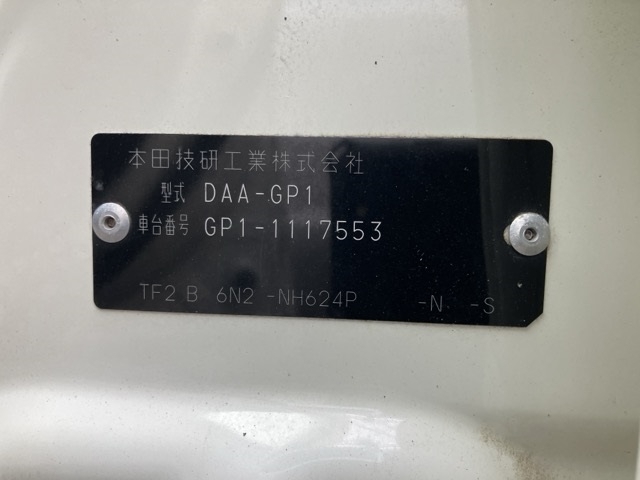 本田技研工業株式会社
型式 DAA-GP1
車台番号 GP1-1117553
TF2 B 6N2 -NH624P -N -S